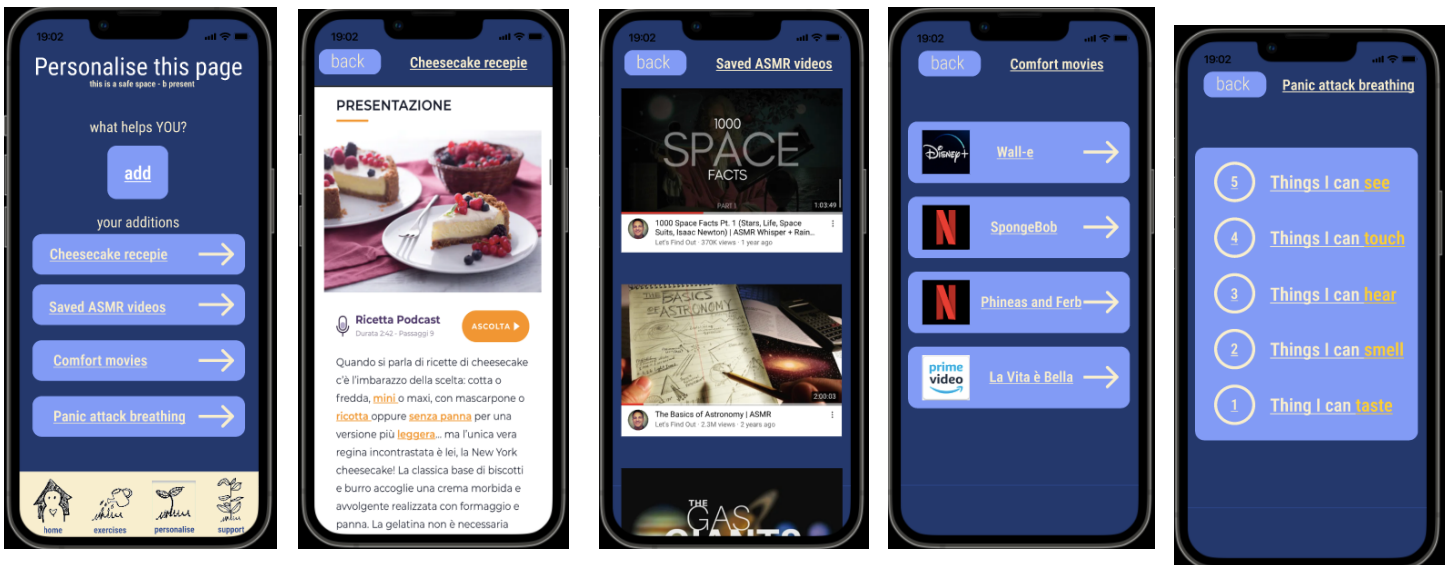 19:02
Personalise this page
this is a safe space - b present
what helps YOU?
add
your additions
Cheesecake recepie
Saved ASMR videos
Comfort movies
Panic attack breathing
home
exercises
personalise
support
19:02
back
Cheesecake recepie
PRESENTAZIONE
Ricetta Podcast
Durata 2:42 - Passaggi 9
ASCOLTA
Quando si parla di ricette di cheesecake
c'è l'imbarazzo della scelta: cotta o
fredda, mini o maxi, con mascarpone o
ricotta oppure senza panna per una
versione più leggera... ma l'unica vera
regina incontrastata è lei, la New York
cheesecake! La classica base di biscotti
e burro accoglie una crema morbida e
avvolgente realizzata con formaggio e
panna. La gelatina non è necessaria
19:02
back
Saved ASMR videos
1000
SPACE
FACTS
PART 1
1:03:49
1000 Space Facts Pt. 1 (Stars, Life, Space
Suits, Isaac Newton) | ASMR Whisper + Rain...
Let's Find Out · 370K views · 1 year ago
THE BASICS
OF ASTRONOMY
2:00:03
The Basics of Astronomy | ASMR
Let's Find Out · 2.3M views · 2 years ago
THE
GAS
GIANTS
19:02
back
Comfort movies
Disney+
Wall-e
N
SpongeBob
N
Phineas and Ferb
prime
video
La Vita è Bella
19:02
back
Panic attack breathing
5 Things I can see
4 Things I can touch
3 Things I can hear
2 Things I can smell
1 Thing I can taste